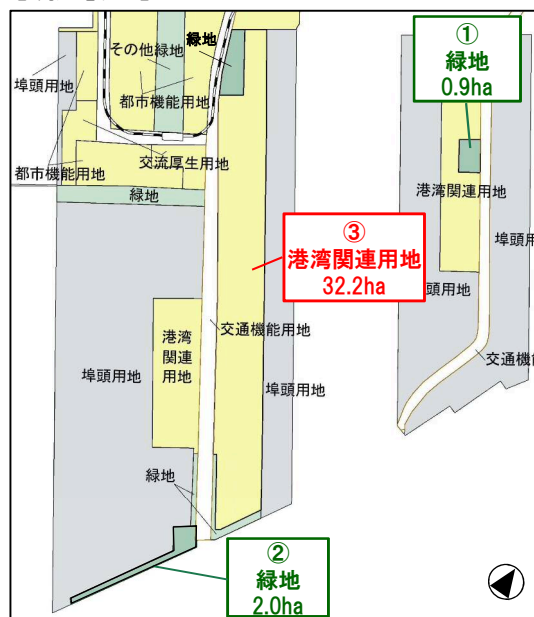 緑地
その他緑地
埠頭用地
都市機能用地
交流厚生用地
都市機能用地
緑地
①
緑地
0.9ha
港湾関連用地
埠頭用
頭用地
③
港湾関連用地
32.2ha
交通機能用地
港湾
関連
用地
埠頭用地
埠頭用地
交通機能
緑地
②
緑地
2.0ha